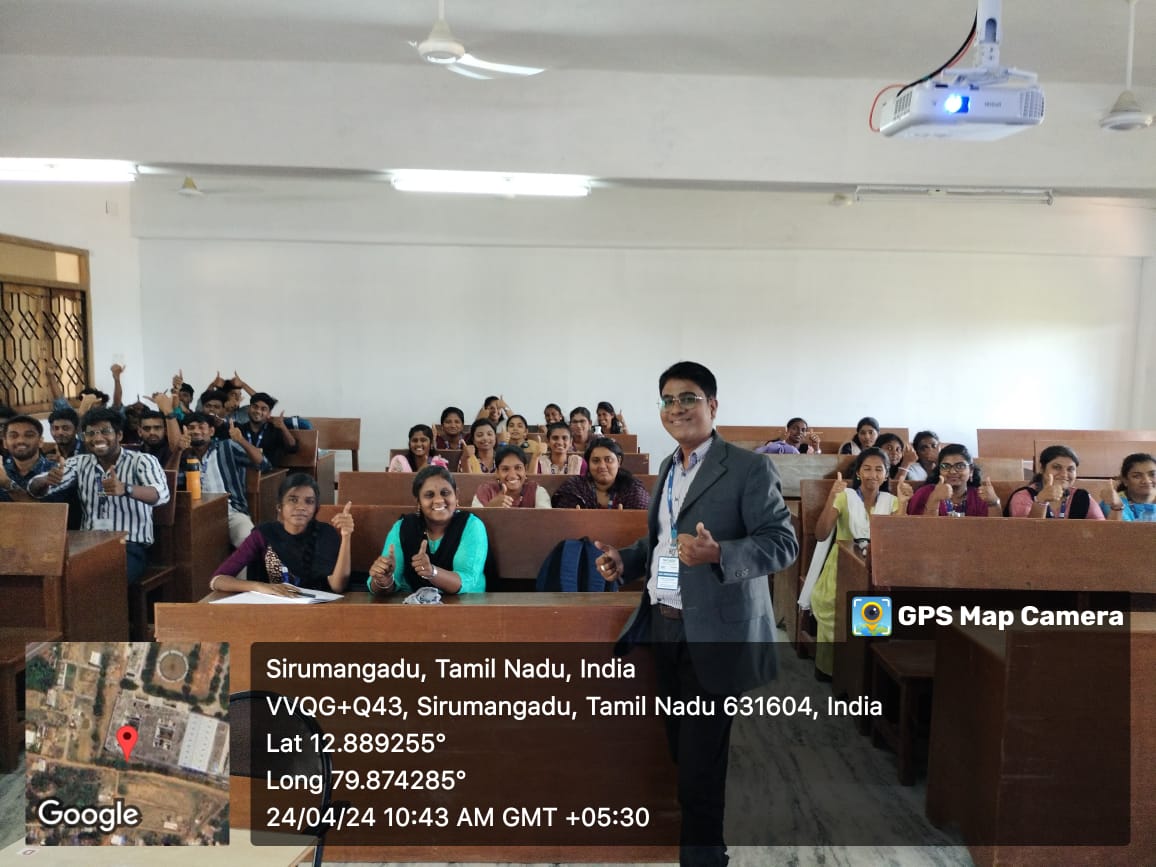 GPS Map Camera
Sirumangadu, Tamil Nadu, India
VVQG+Q43, Sirumangadu, Tamil Nadu 631604, India
Lat 12.889255°
Long 79.874285°
24/04/24 10:43 AM GMT +05:30
Google